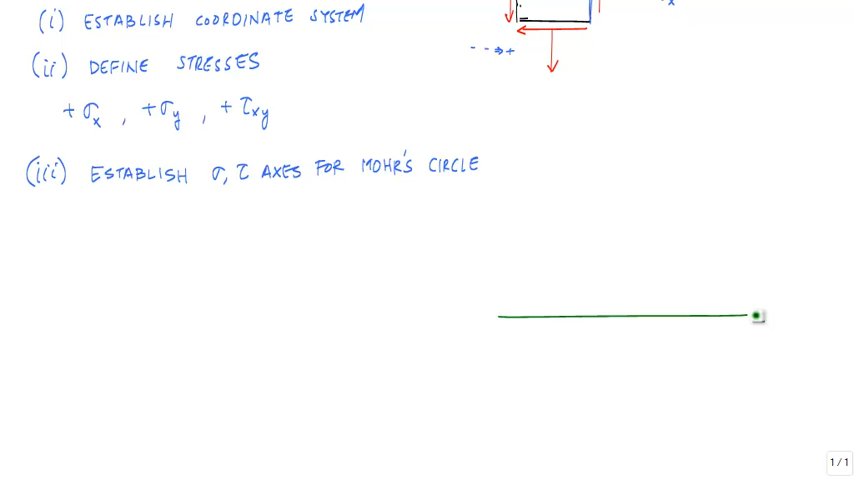 (i) ESTABLISH COORDINATE SYSTEM
(ii) DEFINE STRESSES
+σx , +σy , +τxy
(iii) ESTABLISH σ, τ AXES FOR MOHR'S CIRCLE
1 / 1